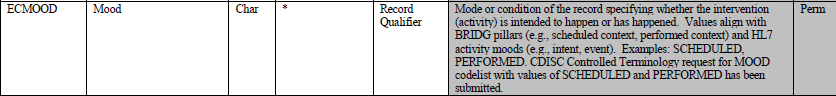 ECMOOD Mood Char * Record Qualifier Mode or condition of the record specifying whether the intervention Perm
(activity) is intended to happen or has happened. Values align with
BRIDG pillars (e.g., scheduled context, performed context) and HL7
activity moods (e.g., intent, event). Examples: SCHEDULED,
PERFORMED. CDISC Controlled Terminology request for MOOD
codelist with values of SCHEDULED and PERFORMED has been
submitted.